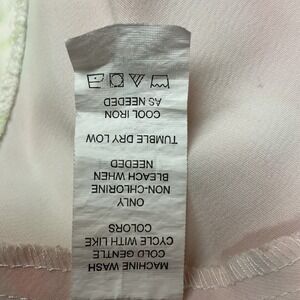 MACHINE WASH
COLD GENTLE
CYCLE WITH LIKE
COLORS
ONLY
NON-CHLORINE
BLEACH WHEN
NEEDED
TUMBLE DRY LOW
COOL IRON
AS NEEDED